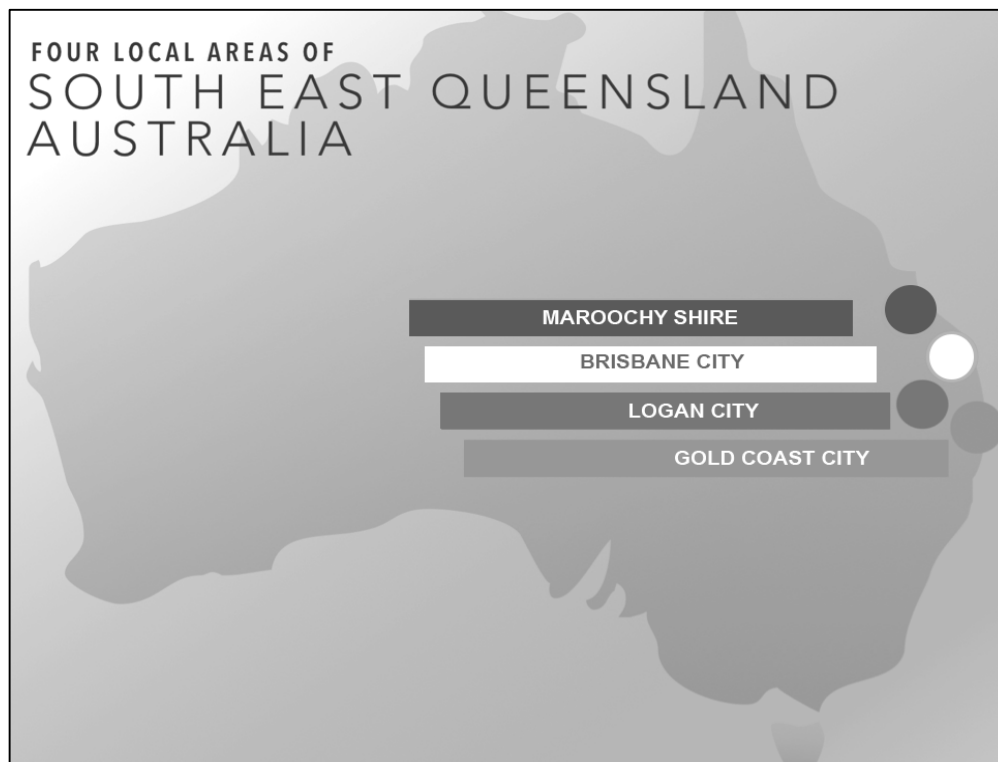 FOUR LOCAL AREAS OF
SOUTH EAST QUEENSLAND
AUSTRALIA
MAROOCHY SHIRE
BRISBANE CITY
LOGAN CITY
GOLD COAST CITY